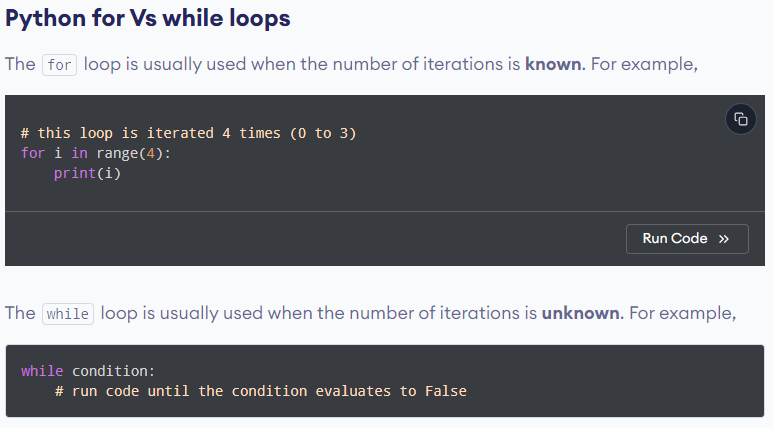 Python for Vs while loops
The for loop is usually used when the number of iterations is known. For example,
# this loop is iterated 4 times (0 to 3)
for i in range(4):
    print(i)
Run Code »
The while loop is usually used when the number of iterations is unknown. For example,
while condition:
    # run code until the condition evaluates to False